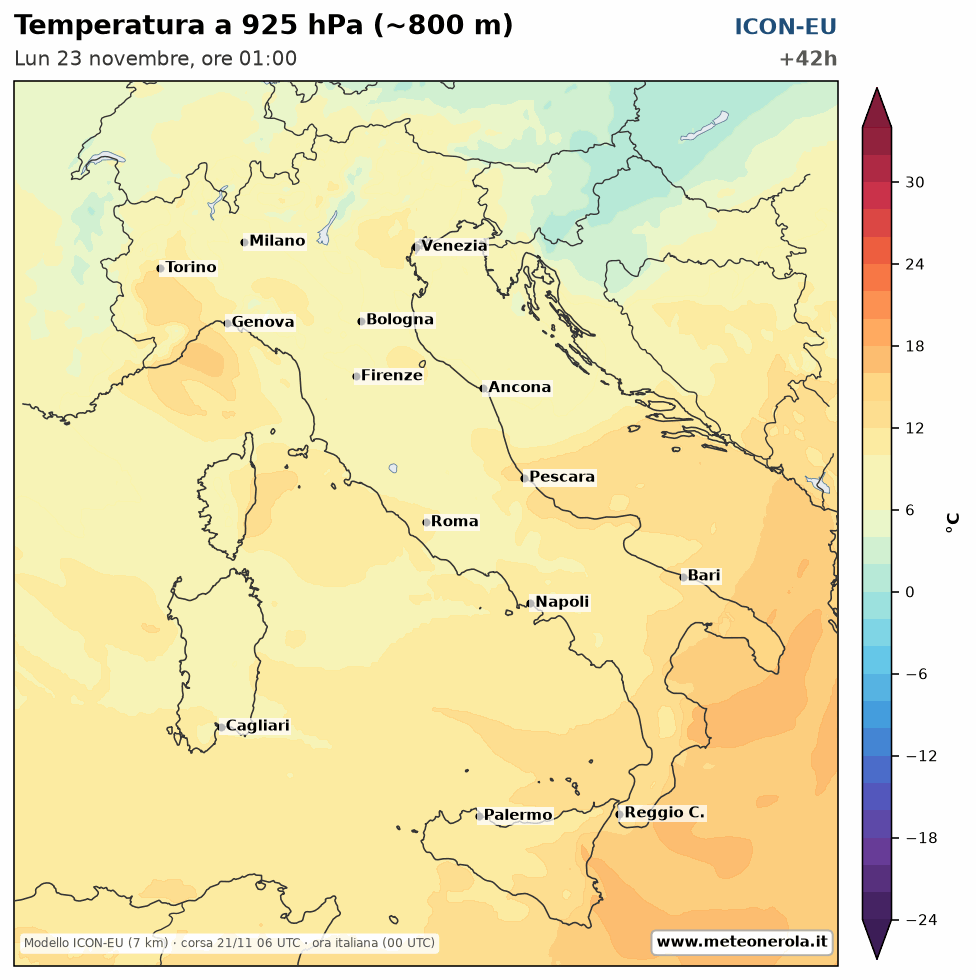 Temperatura a 925 hPa (~800 m)
ICON-EU
Lun 23 novembre, ore 01:00
+42h
Milano
Venezia
Torino
Genova
Bologna
Firenze
Ancona
Pescara
Roma
Bari
Napoli
Cagliari
Palermo
Reggio C.
30
24
18
12
6
0
−6
−12
−18
−24
°C
Modello ICON-EU (7 km) · corsa 21/11 06 UTC · ora italiana (00 UTC)
www.meteonerola.it